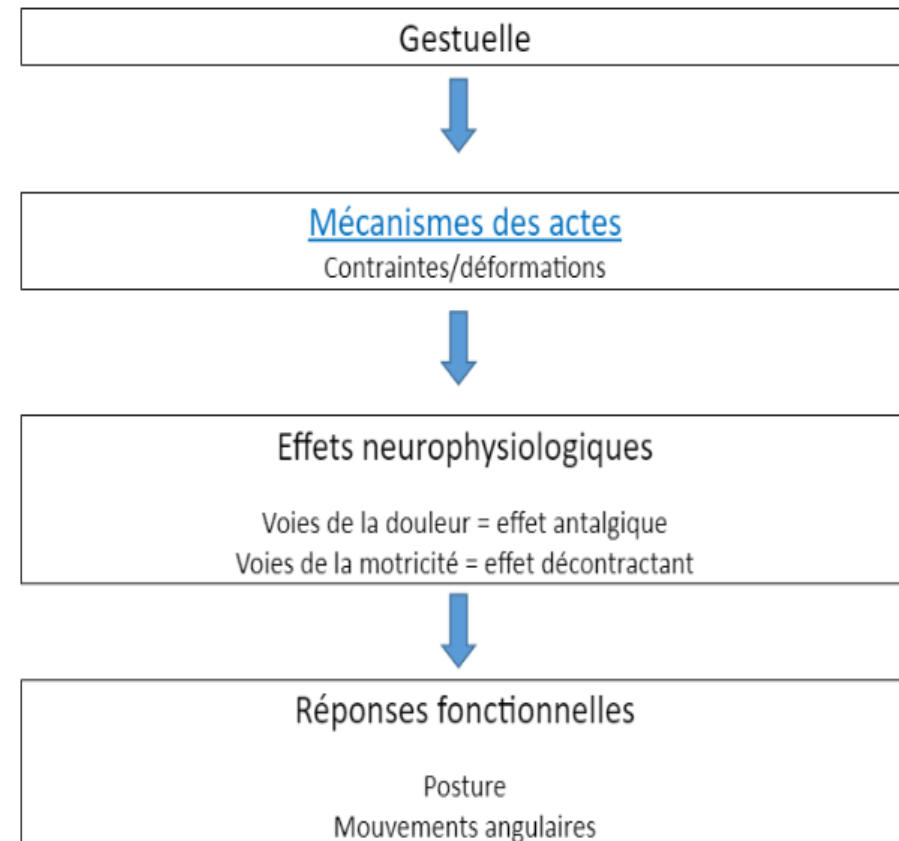 Gestuelle
Mécanismes des actes
Contraintes/déformations
Effets neurophysiologiques
Voies de la douleur = effet antalgique
Voies de la motricité = effet décontractant
Réponses fonctionnelles
Posture
Mouvements angulaires